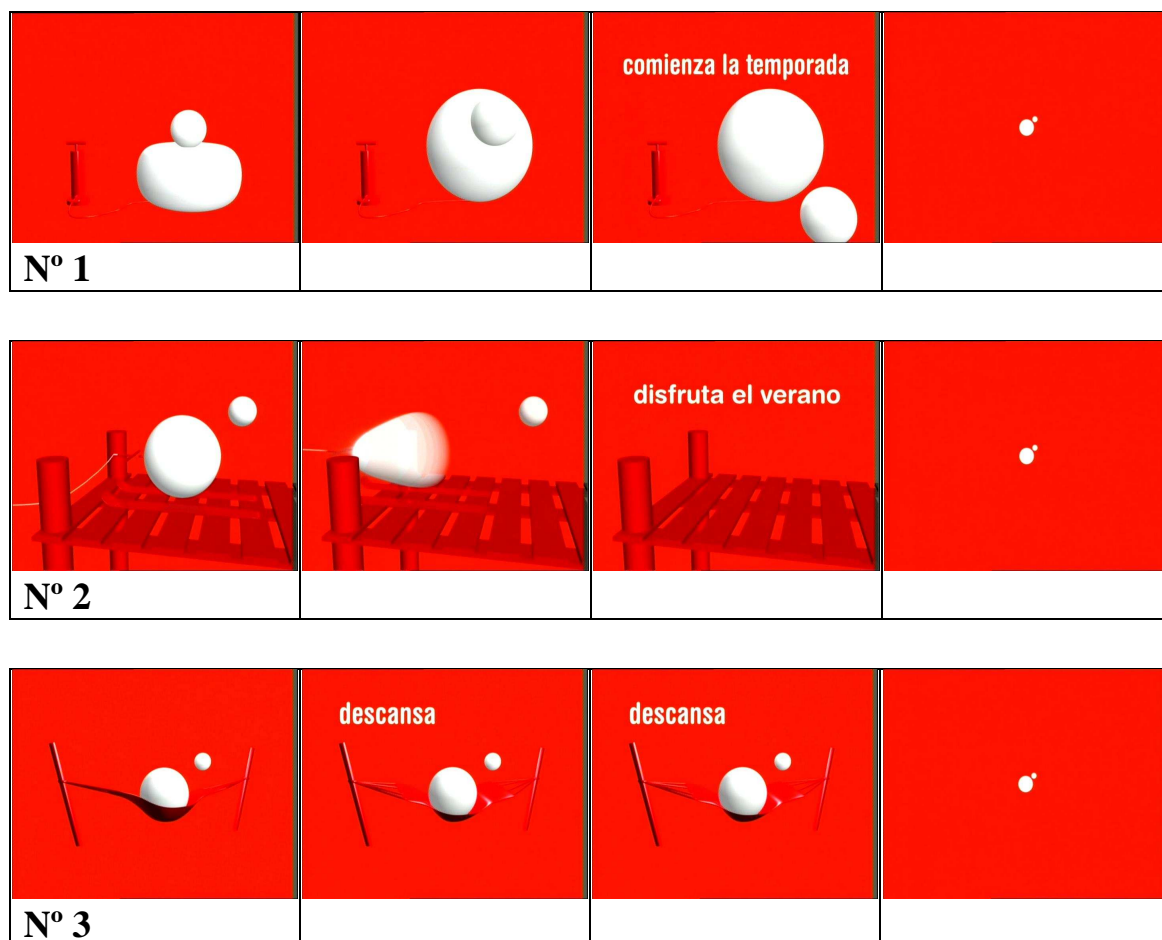 comienza la temporada
Nº 1
disfruta el verano
Nº 2
descansa
descansa
Nº 3